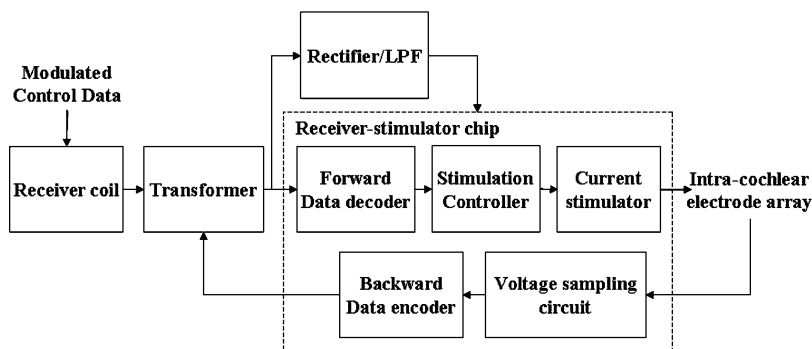 Rectifier/LPF
Modulated
Control Data
Receiver-stimulator chip
Receiver coil
Transformer
Forward
Data decoder
Stimulation
Controller
Current
stimulator
Intra-cochlear
electrode array
Backward
Data encoder
Voltage sampling
circuit